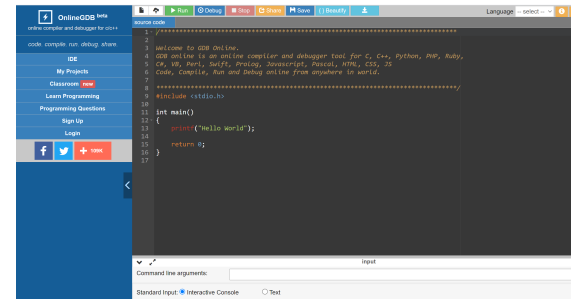 OnlineGDB beta
online compiler and debugger for c/c++
code. compile. run. debug. share.
IDE
My Projects
Classroom new
Learn Programming
Programming Questions
Sign Up
Login
Run Debug Stop Share Save { } Beautify
Language -- select --
source code
1 /******************************************************************************
2
3 Welcome to GDB Online.
4 GDB online is an online compiler and debugger tool for C, C++, Python, PHP, Ruby,
5 C#, VB, Perl, Swift, Prolog, Javascript, Pascal, HTML, CSS, JS
6 Code, Compile, Run and Debug online from anywhere in world.
7
8 *******************************************************************************/
9 #include <stdio.h>
10
11 int main()
12 {
13 printf("Hello World");
14
15 return 0;
16 }
17
input
Command line arguments:
Standard Input: Interactive Console Text